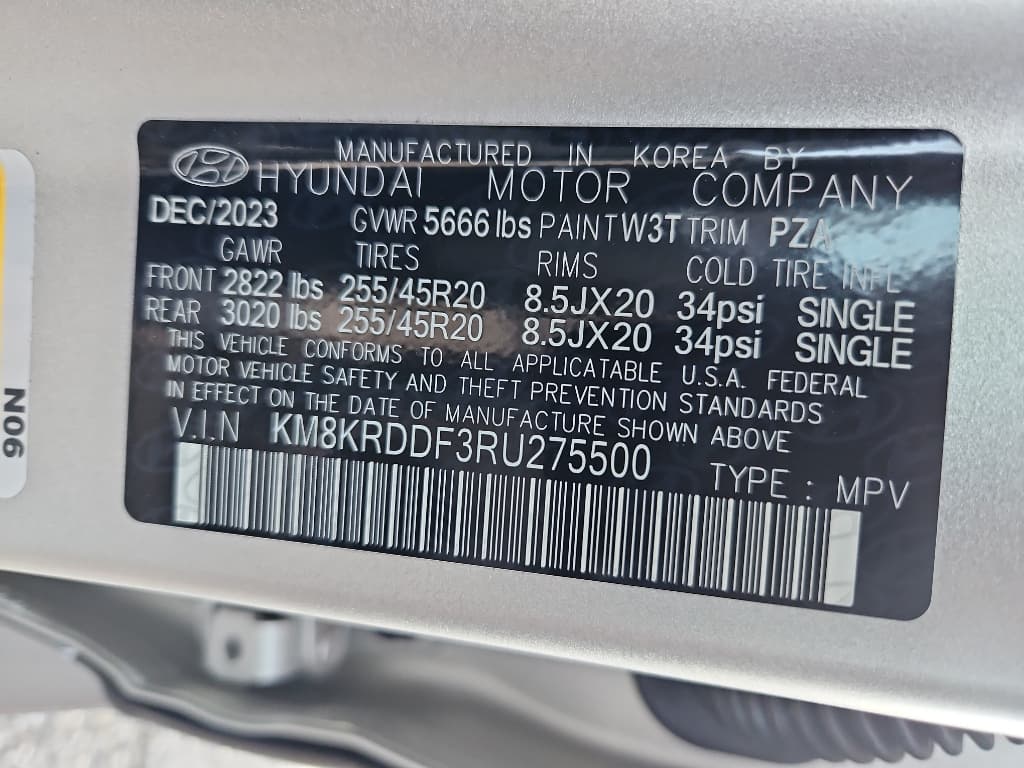 MANUFACTURED IN KOREA BY
HYUNDAI MOTOR COMPANY
DEC/2023 GVWR 5666 lbs PAINT W3T TRIM PZA
GAWR TIRES RIMS COLD TIRE INFL
FRONT 2822 lbs 255/45R20 8.5JX20 34psi SINGLE
REAR 3020 lbs 255/45R20 8.5JX20 34psi SINGLE
THIS VEHICLE CONFORMS TO ALL APPLICATABLE U.S.A. FEDERAL
MOTOR VEHICLE SAFETY AND THEFT PREVENTION STANDARDS
IN EFFECT ON THE DATE OF MANUFACTURE SHOWN ABOVE
V.I.N KM8KRDDF3RU275500 TYPE : MPV
90N